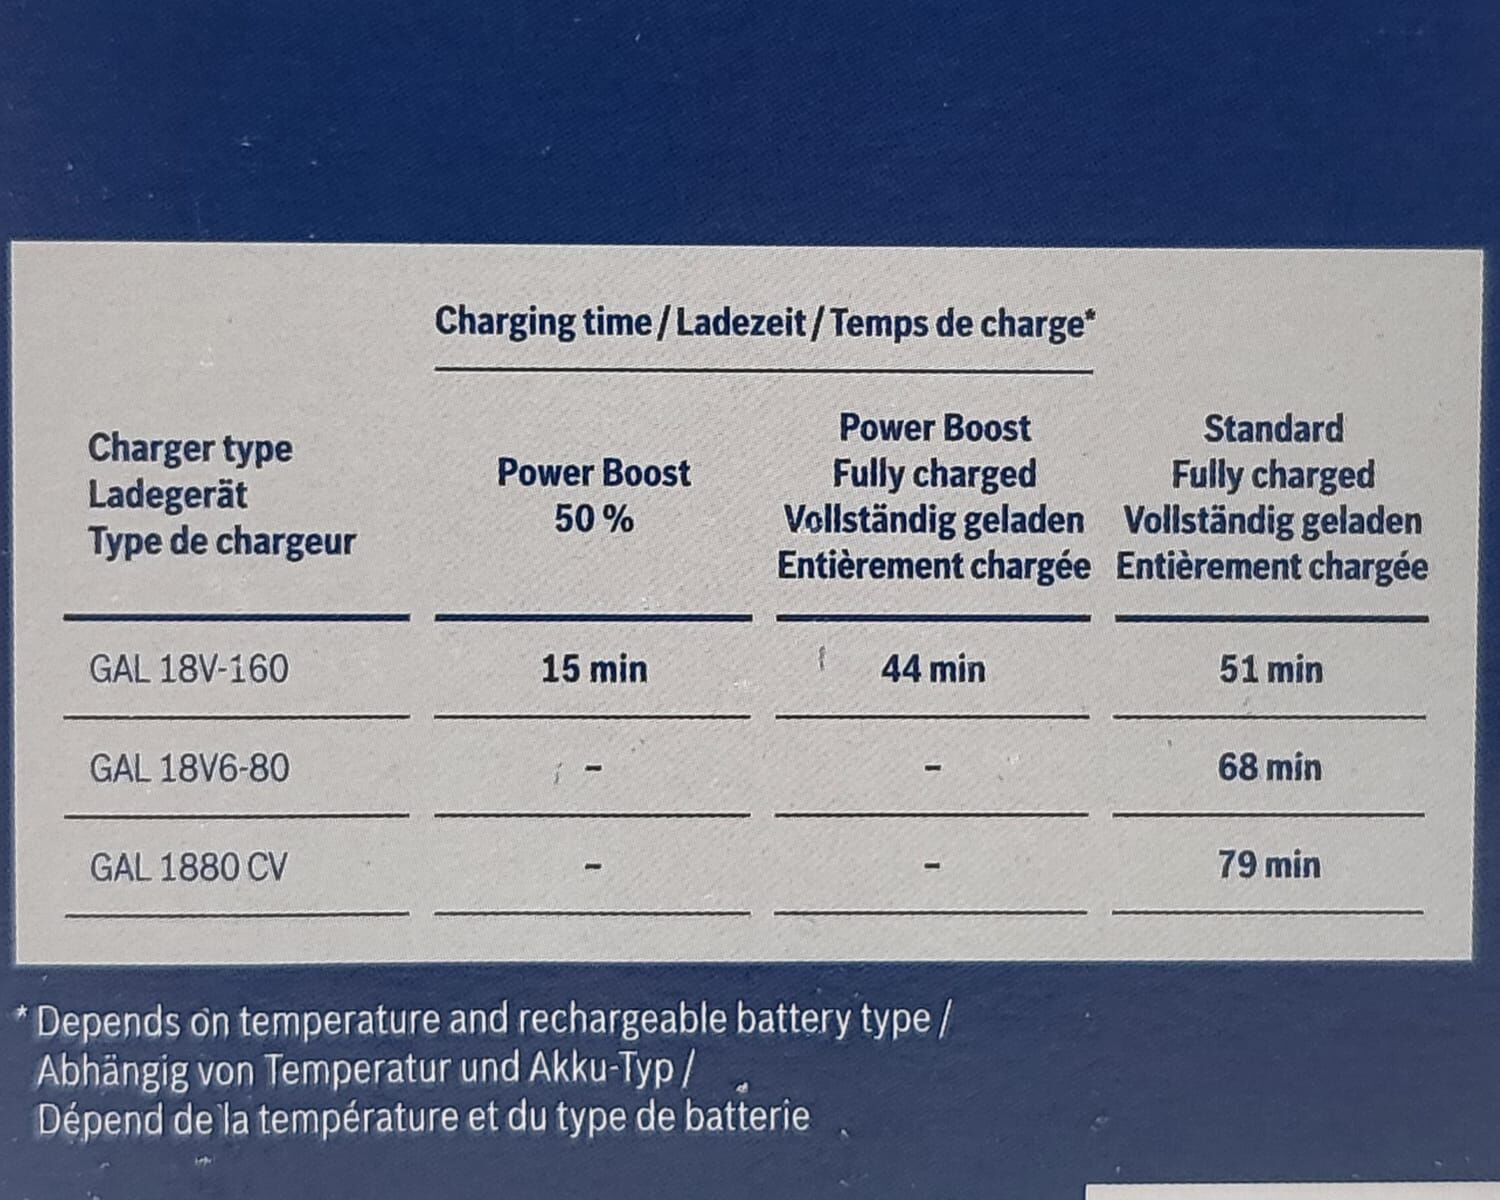 Charging time / Ladezeit / Temps de charge*
Charger type
Ladegerät
Type de chargeur
Power Boost
50 %
Power Boost
Fully charged
Vollständig geladen
Entièrement chargée
Standard
Fully charged
Vollständig geladen
Entièrement chargée
GAL 18V-160 15 min 44 min 51 min
GAL 18V6-80 – – 68 min
GAL 1880 CV – – 79 min
* Depends on temperature and rechargeable battery type /
Abhängig von Temperatur und Akku-Typ /
Dépend de la température et du type de batterie